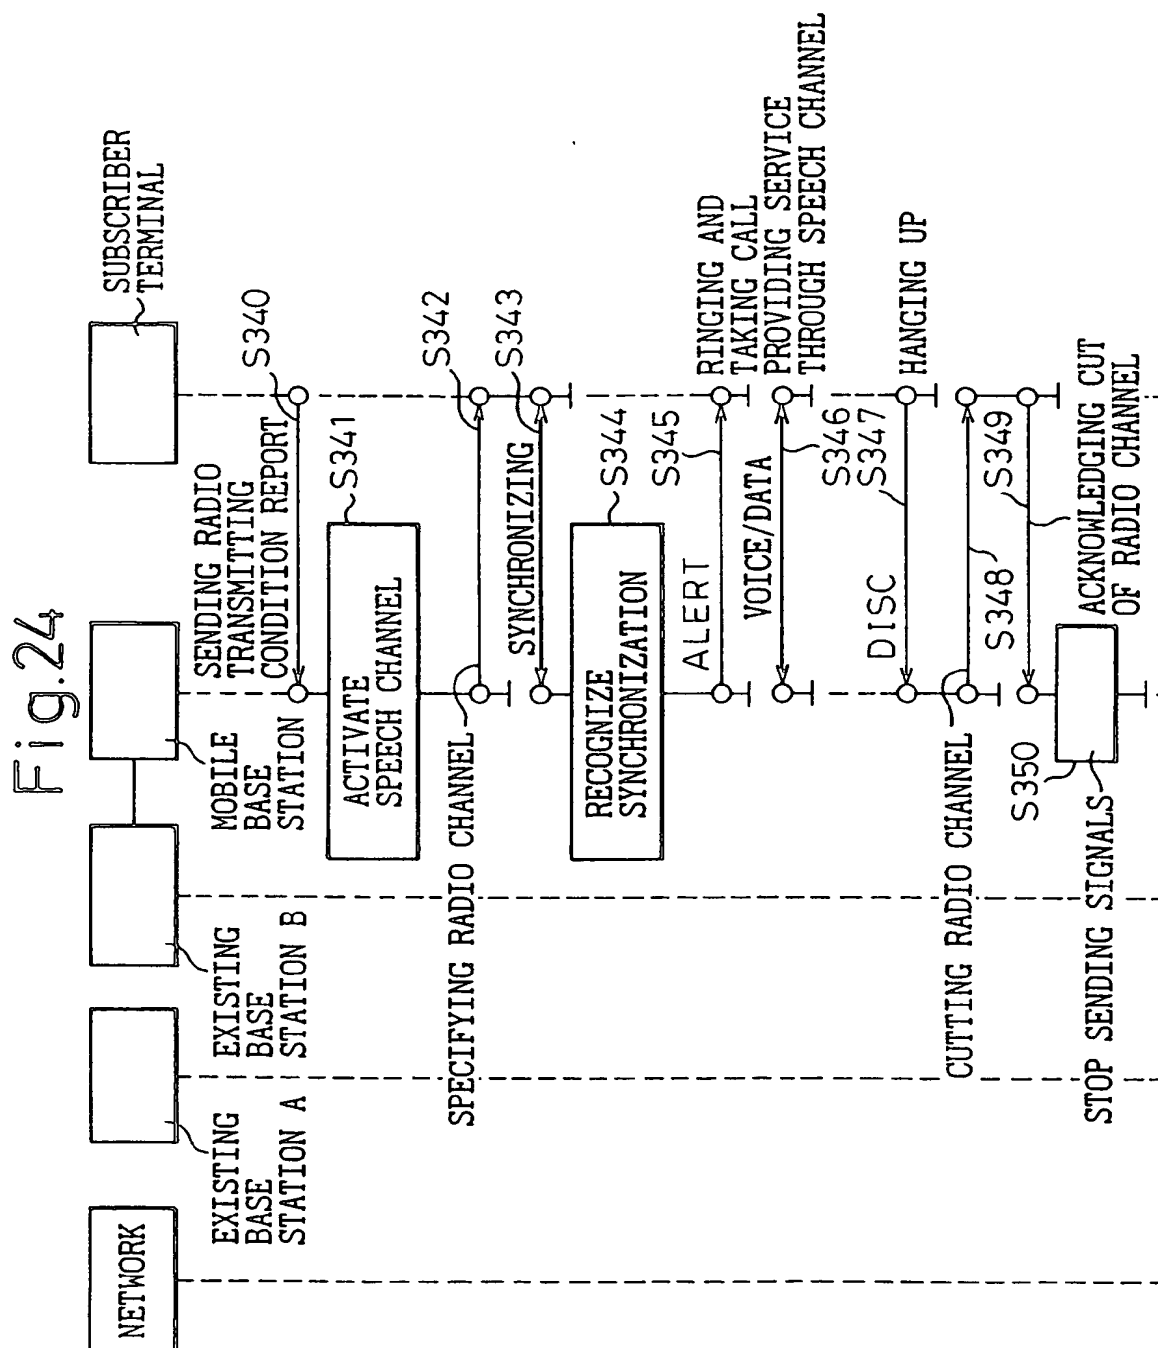 Fig.24
NETWORK
EXISTING
BASE
STATION A
EXISTING
BASE
STATION B
MOBILE
BASE
STATION
SUBSCRIBER
TERMINAL
SENDING RADIO
TRANSMITTING
CONDITION REPORT
S340
ACTIVATE
SPEECH CHANNEL
S341
SPECIFYING RADIO CHANNEL
S342
SYNCHRONIZING
S343
RECOGNIZE
SYNCHRONIZATION
S344
ALERT
S345
RINGING AND
TAKING CALL
VOICE/DATA
S346
PROVIDING SERVICE
THROUGH SPEECH CHANNEL
DISC
S347
HANGING UP
CUTTING RADIO CHANNEL
S348
S349
ACKNOWLEDGING CUT
OF RADIO CHANNEL
S350
STOP SENDING SIGNALS